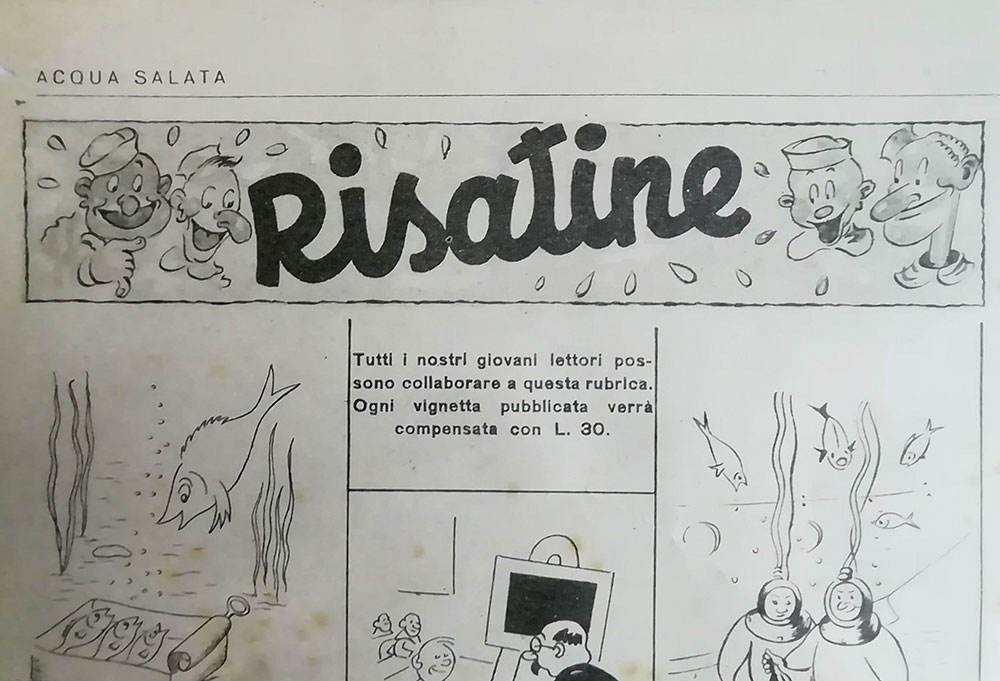 ACQUA SALATA
Risatine
Tutti i nostri giovani lettori pos-
sono collaborare a questa rubrica.
Ogni vignetta pubblicata verrà
compensata con L. 30.